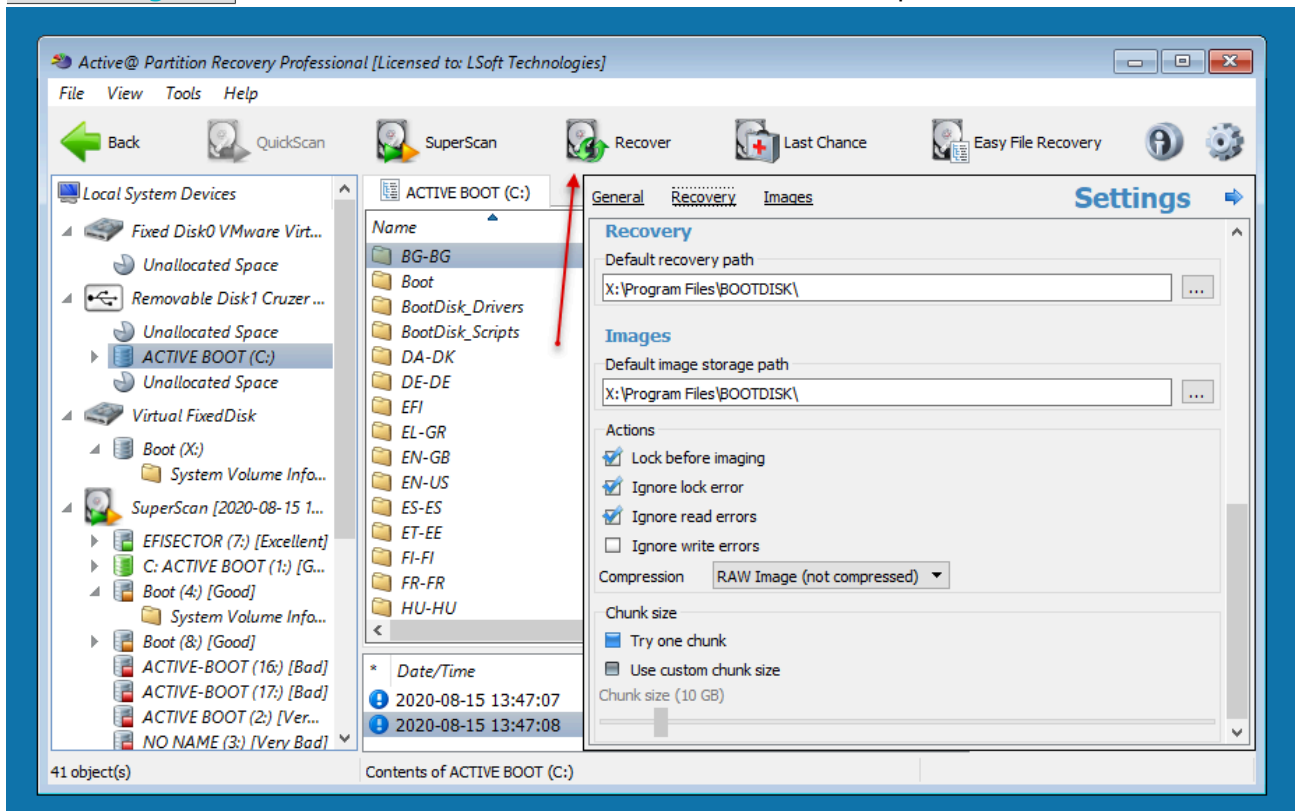 Active@ Partition Recovery Professional [Licensed to: LSoft Technologies]
File View Tools Help
Back QuickScan SuperScan Recover Last Chance Easy File Recovery
Local System Devices
Fixed Disk0 VMware Virt...
Unallocated Space
Removable Disk1 Cruzer ...
Unallocated Space
ACTIVE BOOT (C:)
Unallocated Space
Virtual FixedDisk
Boot (X:)
System Volume Info...
SuperScan [2020-08-15 1...
EFISECTOR (7:) [Excellent]
C: ACTIVE BOOT (1:) [G...
Boot (4:) [Good]
System Volume Info...
Boot (8:) [Good]
ACTIVE-BOOT (16:) [Bad]
ACTIVE-BOOT (17:) [Bad]
ACTIVE BOOT (2:) [Ver...
NO NAME (3:) [Very Bad]
ACTIVE BOOT (C:)
Name
BG-BG
Boot
BootDisk_Drivers
BootDisk_Scripts
DA-DK
DE-DE
EFI
EL-GR
EN-GB
EN-US
ES-ES
ET-EE
FI-FI
FR-FR
HU-HU
* Date/Time
2020-08-15 13:47:07
2020-08-15 13:47:08
General Recovery Images Settings
Recovery
Default recovery path
X:\Program Files\BOOTDISK\
...
Images
Default image storage path
X:\Program Files\BOOTDISK\
...
Actions
Lock before imaging
Ignore lock error
Ignore read errors
Ignore write errors
Compression RAW Image (not compressed)
Chunk size
Try one chunk
Use custom chunk size
Chunk size (10 GB)
41 object(s)
Contents of ACTIVE BOOT (C:)